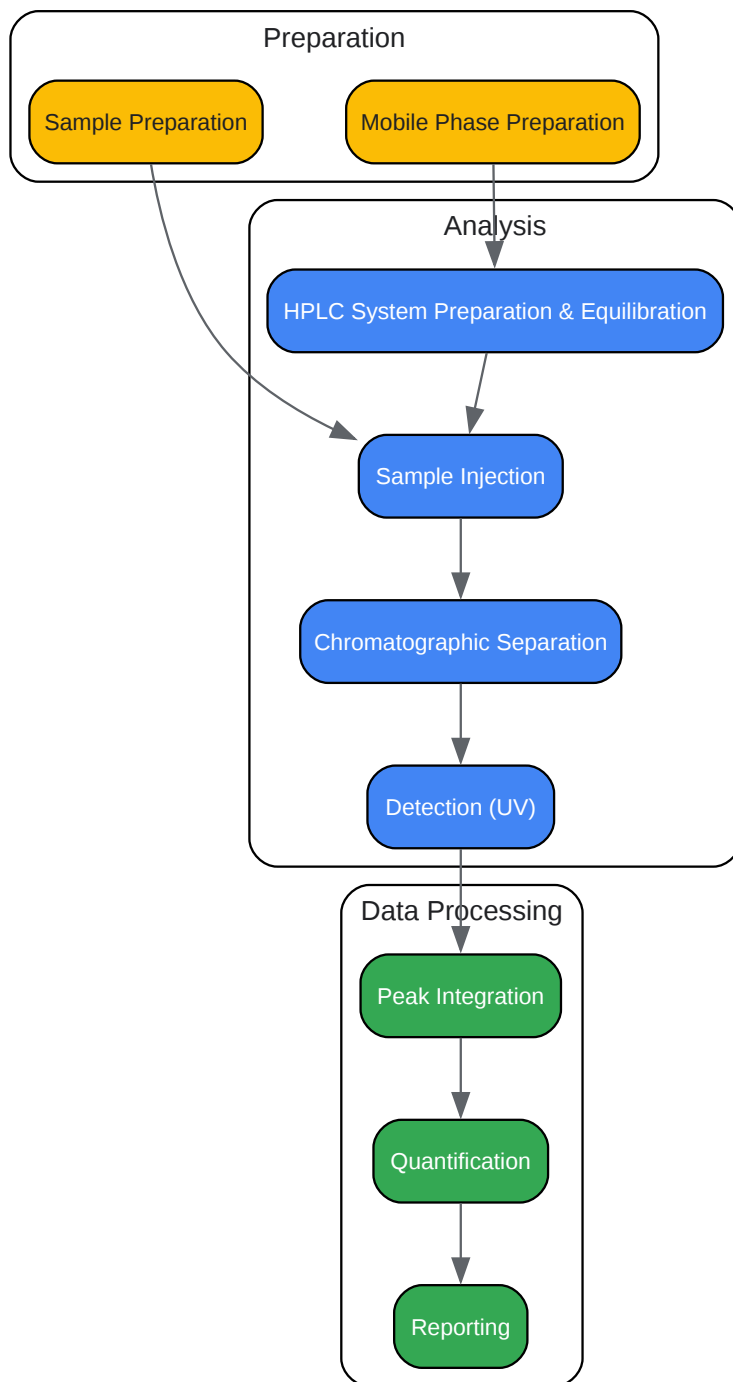 Preparation
Sample Preparation
Mobile Phase Preparation
Analysis
HPLC System Preparation & Equilibration
Sample Injection
Chromatographic Separation
Detection (UV)
Data Processing
Peak Integration
Quantification
Reporting